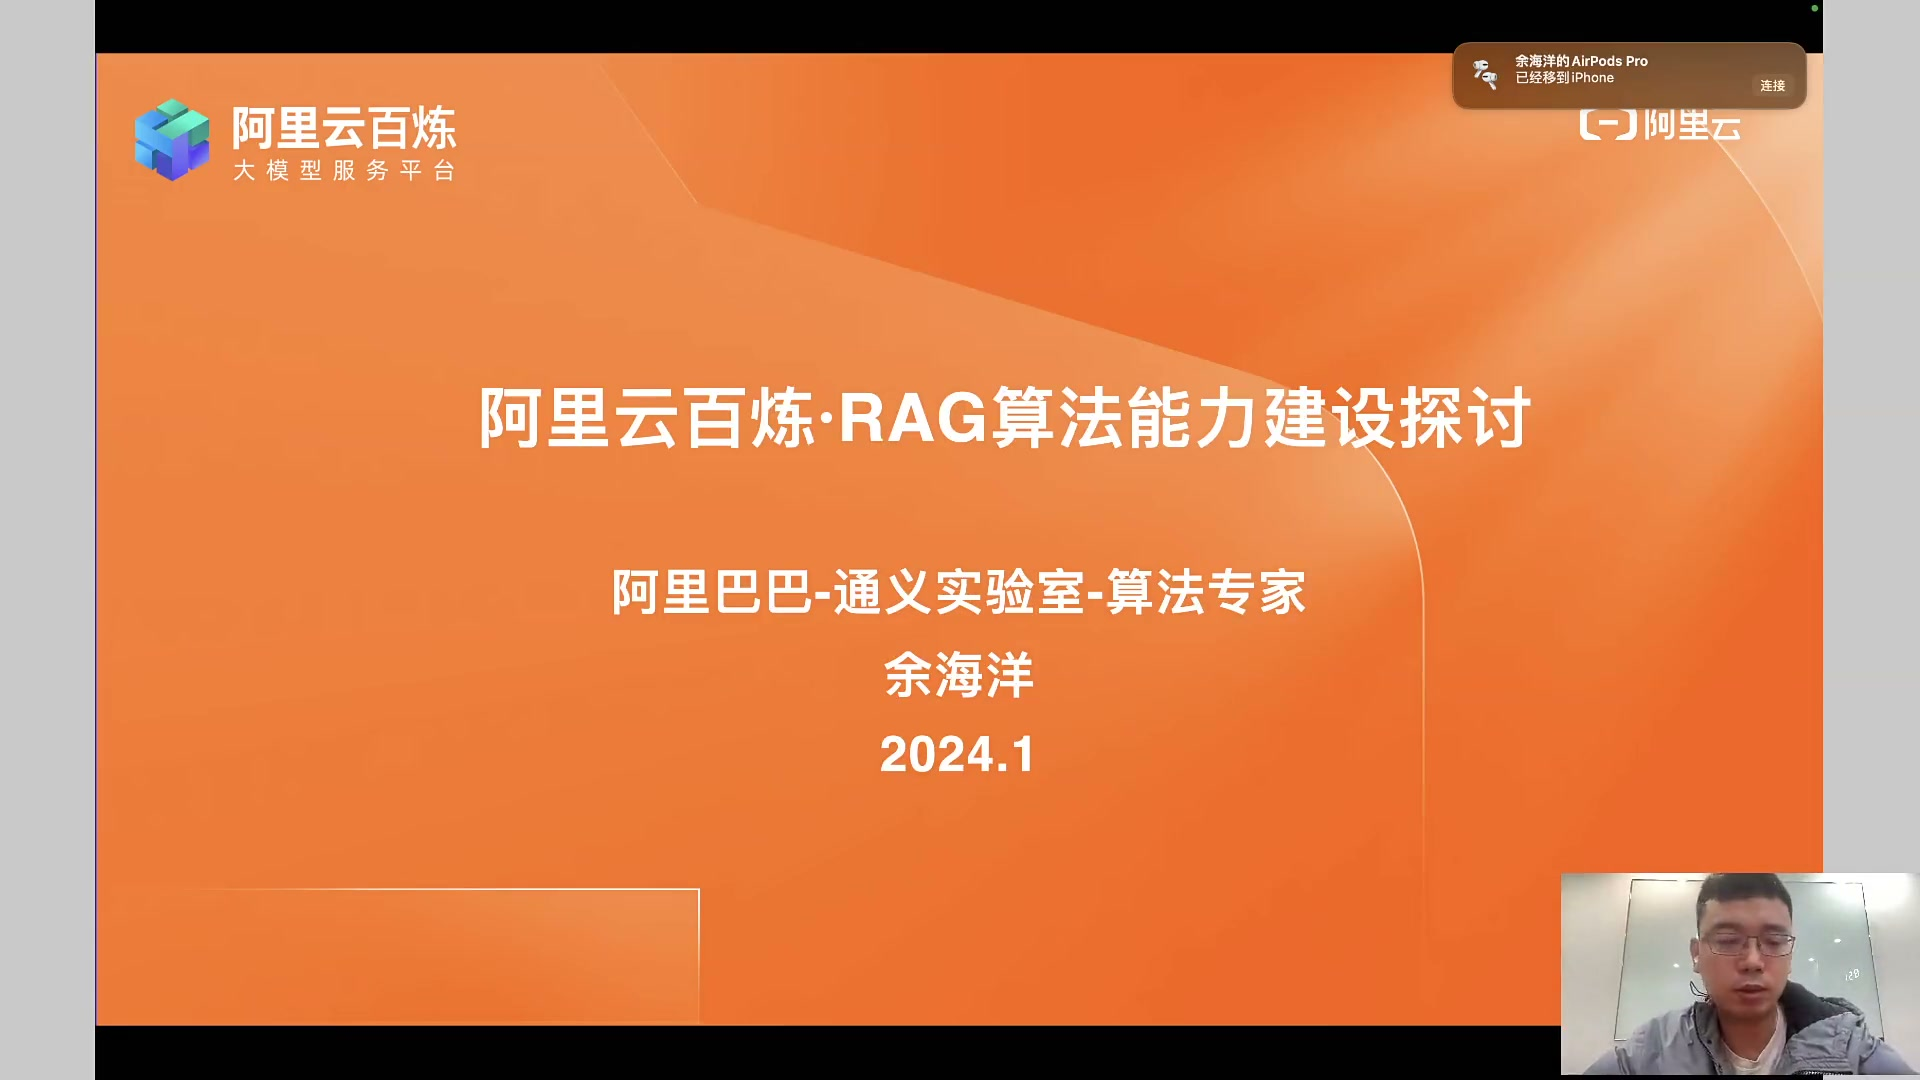 余海洋的AirPods Pro
已经移到iPhone
连接
阿里云百炼
大模型服务平台
阿里云
阿里云百炼·RAG算法能力建设探讨
阿里巴巴-通义实验室-算法专家
余海洋
2024.1